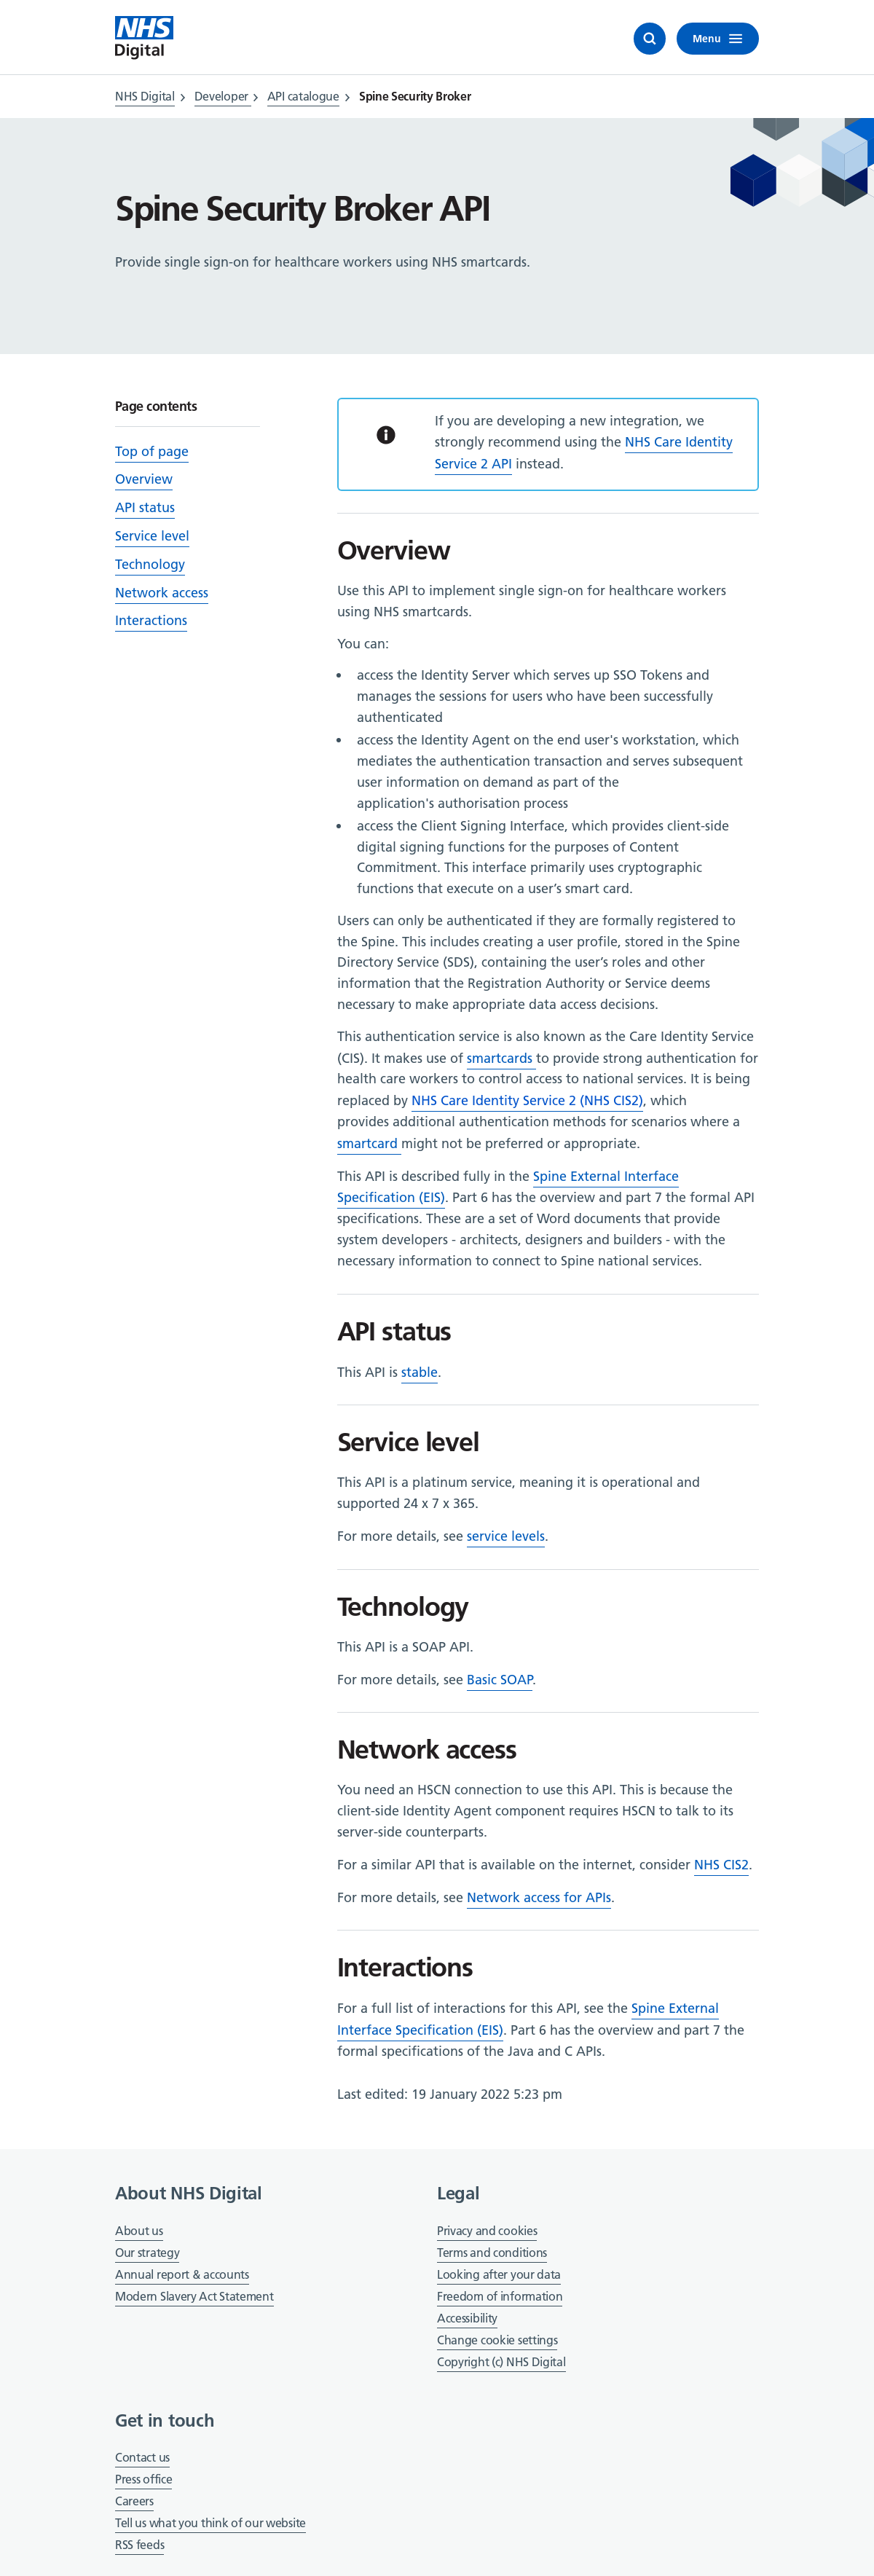 NHS
Digital
Menu
NHS Digital
Developer
API catalogue
Spine Security Broker
Spine Security Broker API
Provide single sign-on for healthcare workers using NHS smartcards.
Page contents
Top of page
Overview
API status
Service level
Technology
Network access
Interactions
If you are developing a new integration, we
strongly recommend using the NHS Care Identity
Service 2 API instead.
Overview
Use this API to implement single sign-on for healthcare workers
using NHS smartcards.
You can:
• access the Identity Server which serves up SSO Tokens and
manages the sessions for users who have been successfully
authenticated
• access the Identity Agent on the end user's workstation, which
mediates the authentication transaction and serves subsequent
user information on demand as part of the
application's authorisation process
• access the Client Signing Interface, which provides client-side
digital signing functions for the purposes of Content
Commitment. This interface primarily uses cryptographic
functions that execute on a user’s smart card.
Users can only be authenticated if they are formally registered to
the Spine. This includes creating a user profile, stored in the Spine
Directory Service (SDS), containing the user’s roles and other
information that the Registration Authority or Service deems
necessary to make appropriate data access decisions.
This authentication service is also known as the Care Identity Service
(CIS). It makes use of smartcards to provide strong authentication for
health care workers to control access to national services. It is being
replaced by NHS Care Identity Service 2 (NHS CIS2), which
provides additional authentication methods for scenarios where a
smartcard might not be preferred or appropriate.
This API is described fully in the Spine External Interface
Specification (EIS). Part 6 has the overview and part 7 the formal API
specifications. These are a set of Word documents that provide
system developers - architects, designers and builders - with the
necessary information to connect to Spine national services.
API status
This API is stable.
Service level
This API is a platinum service, meaning it is operational and
supported 24 x 7 x 365.
For more details, see service levels.
Technology
This API is a SOAP API.
For more details, see Basic SOAP.
Network access
You need an HSCN connection to use this API. This is because the
client-side Identity Agent component requires HSCN to talk to its
server-side counterparts.
For a similar API that is available on the internet, consider NHS CIS2.
For more details, see Network access for APIs.
Interactions
For a full list of interactions for this API, see the Spine External
Interface Specification (EIS). Part 6 has the overview and part 7 the
formal specifications of the Java and C APIs.
Last edited: 19 January 2022 5:23 pm
About NHS Digital
About us
Our strategy
Annual report & accounts
Modern Slavery Act Statement
Legal
Privacy and cookies
Terms and conditions
Looking after your data
Freedom of information
Accessibility
Change cookie settings
Copyright (c) NHS Digital
Get in touch
Contact us
Press office
Careers
Tell us what you think of our website
RSS feeds